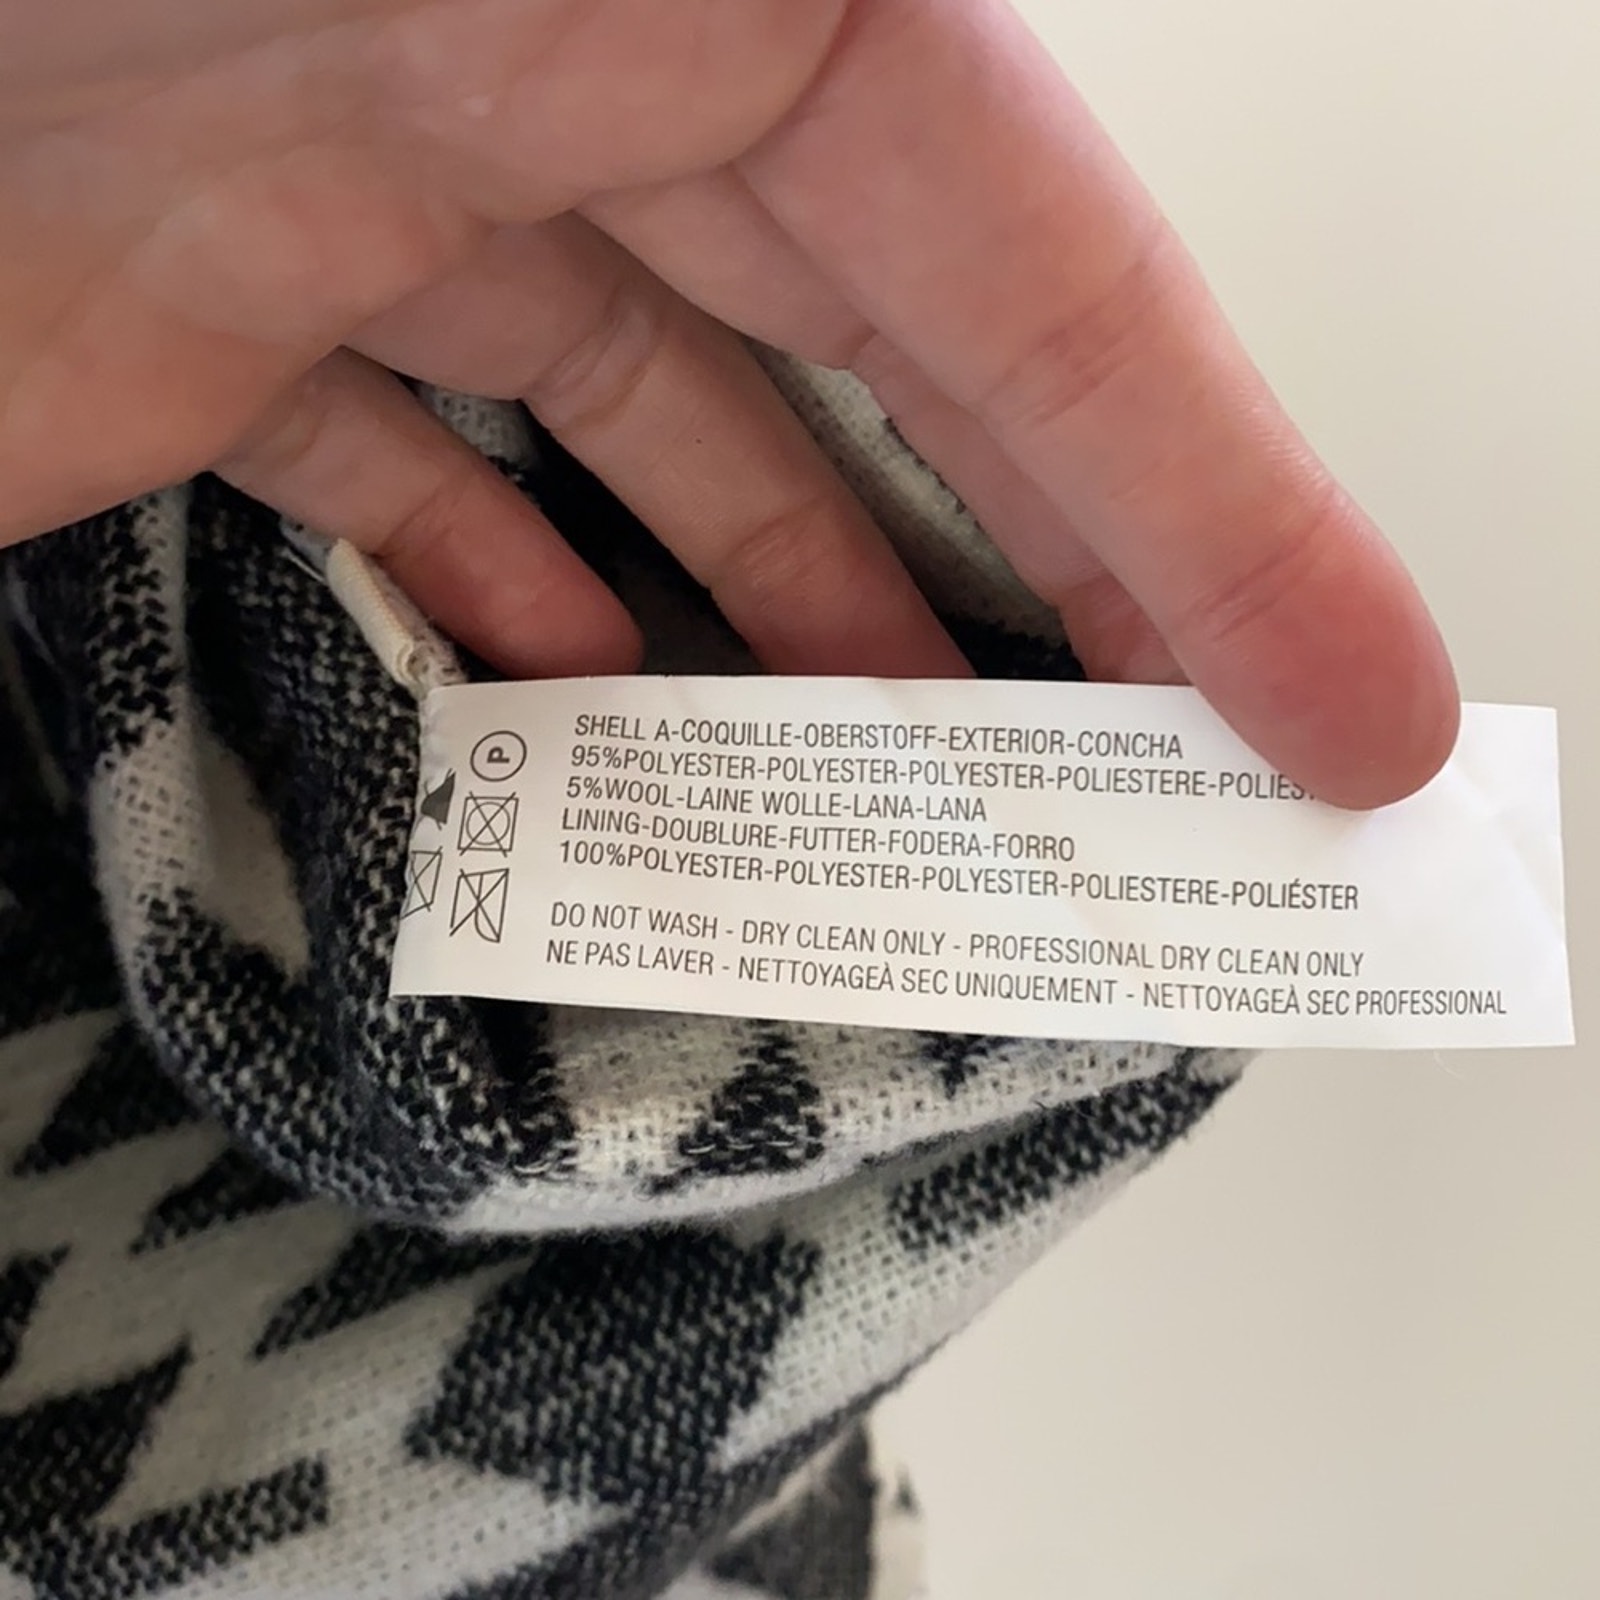 SHELL A-COQUILLE-OBERSTOFF-EXTERIOR-CONCHA
95%POLYESTER-POLYESTER-POLYESTER-POLIESTERE-
5%WOOL-LAINE WOLLE-LANA-LANA
LINING-DOUBLURE-FUTTER-FODERA-FORRO
100%POLYESTER-POLYESTER-POLYESTER-POLIESTERE-POLIÉSTER
DO NOT WASH - DRY CLEAN ONLY - PROFESSIONAL DRY CLEAN ONLY
NE PAS LAVER - NETTOYAGEÀ SEC UNIQUEMENT - NETTOYAGEÀ SEC PROFESSIONAL
P